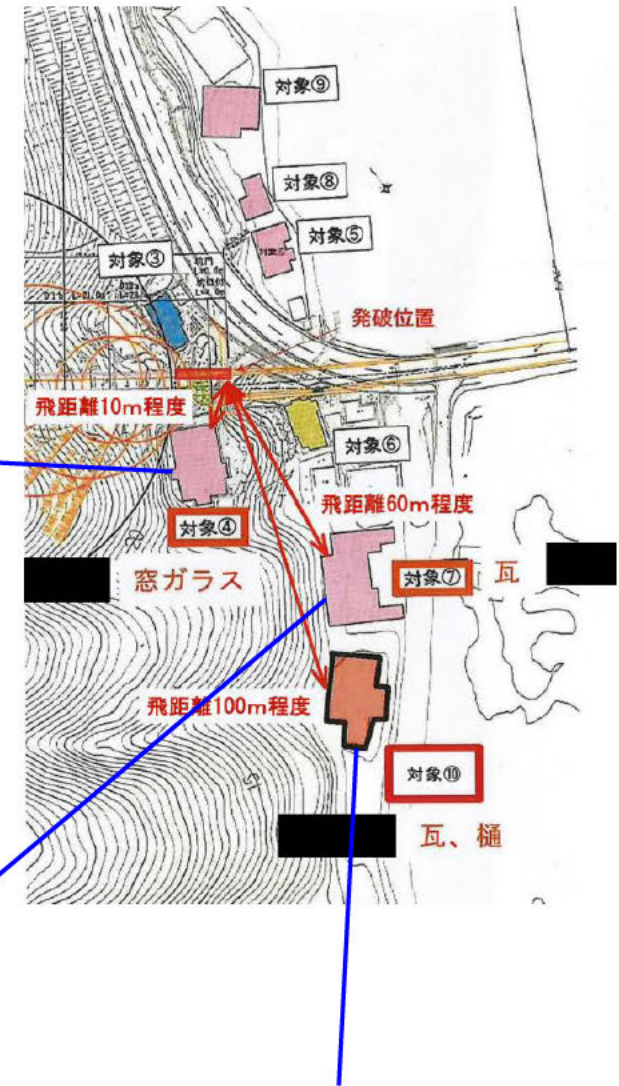 対象⑨
対象⑧
対象⑤
対象③
発破位置
飛距離10m程度
対象⑥
飛距離60m程度
対象④
窓ガラス
対象⑦
瓦
飛距離100m程度
対象⑩
瓦、樋